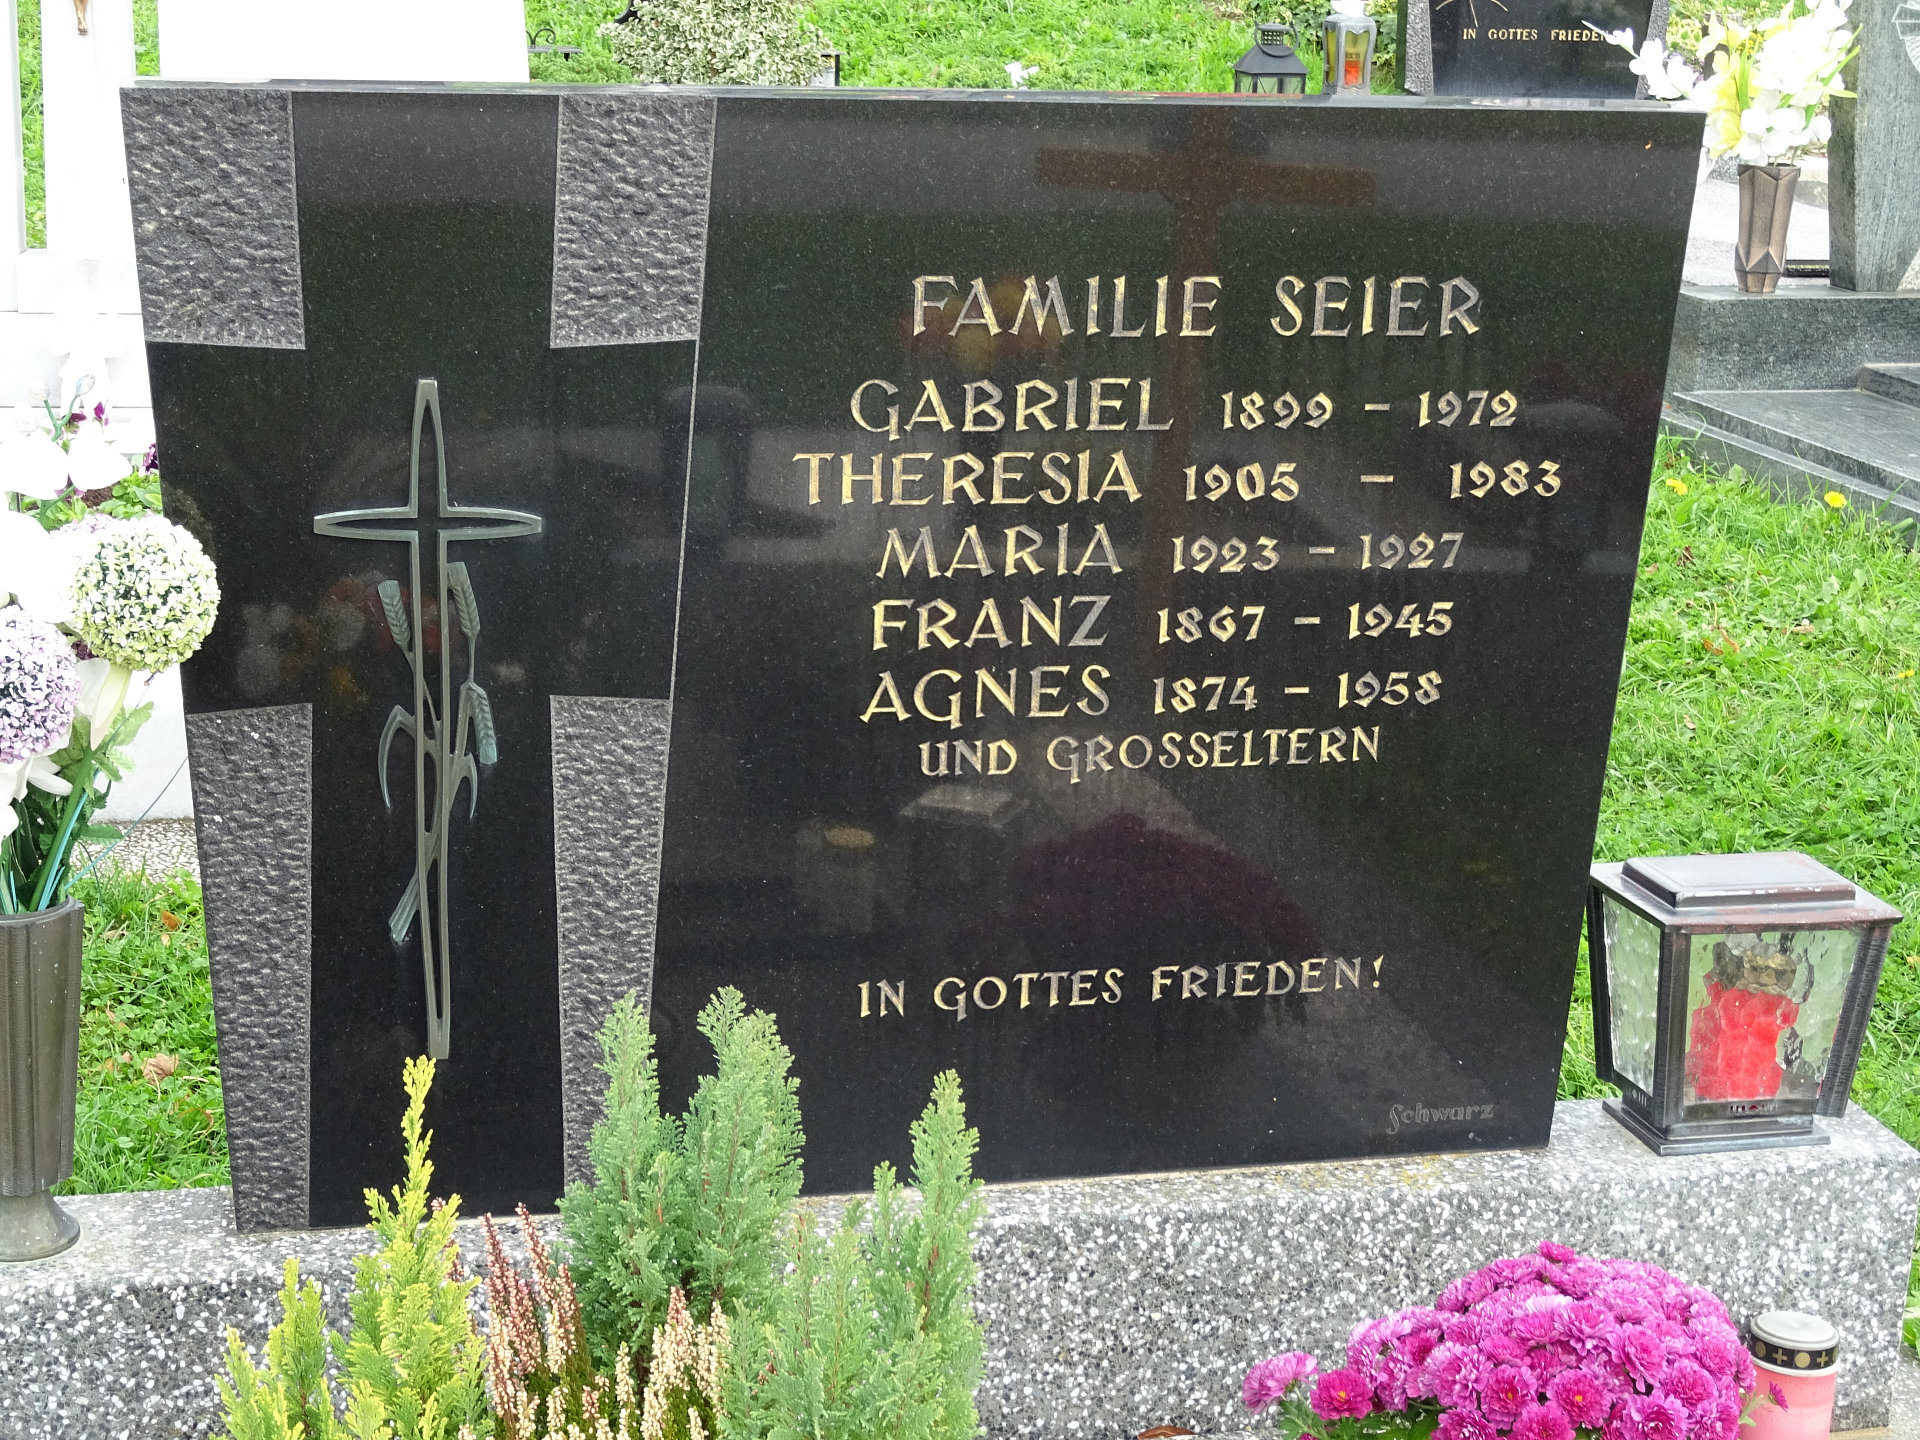 IN GOTTES FRIEDEN
FAMILIE SEIER
GABRIEL 1899 - 1972
THERESIA 1905 - 1983
MARIA 1923 - 1927
FRANZ 1867 - 1945
AGNES 1874 - 1958
UND GROSSELTERN
IN GOTTES FRIEDEN!
Schwarz